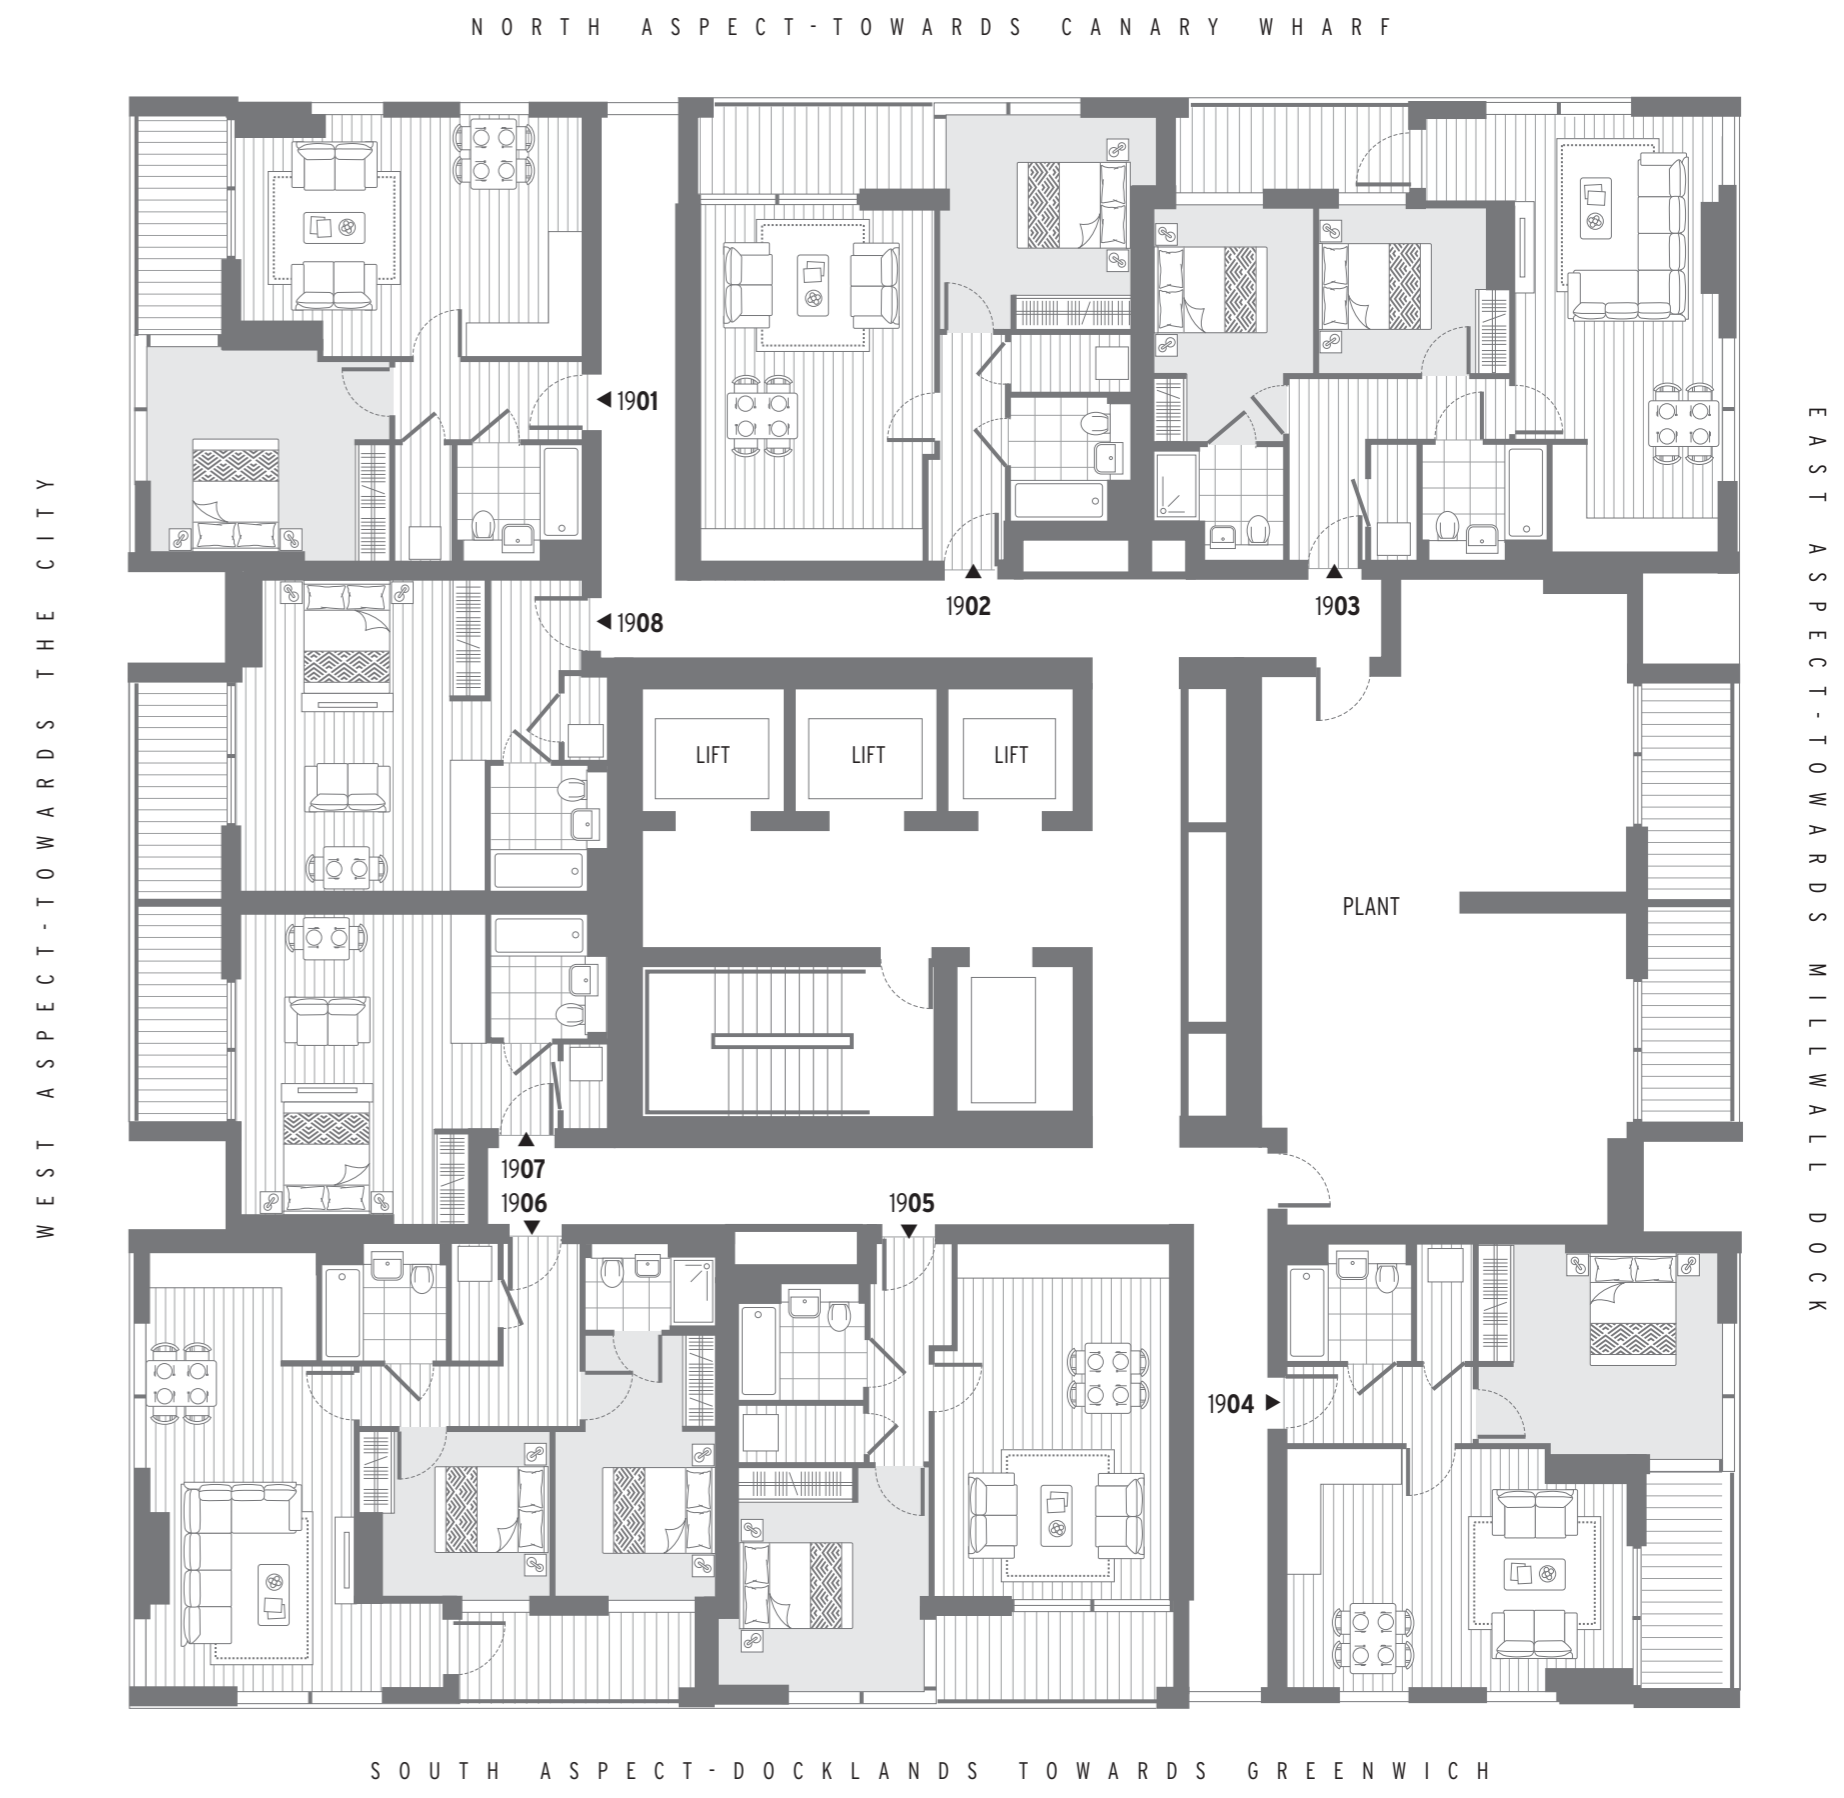 NORTH ASPECT-TOWARDS CANARY WHARF
1901
1902
1903
1908
WEST ASPECT-TOWARDS THE CITY
EAST ASPECT-TOWARDS MILLWALL DOCK
LIFT
LIFT
LIFT
PLANT
1907
1906
1905
1904
SOUTH ASPECT-DOCKLANDS TOWARDS GREENWICH